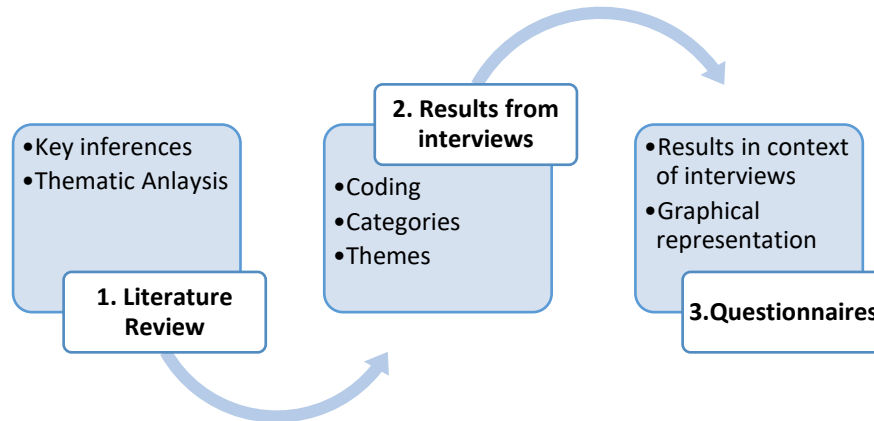 •Key inferences
•Thematic Anlaysis
1. Literature
Review
2. Results from
interviews
•Coding
•Categories
•Themes
•Results in context
of interviews
•Graphical
representation
3.Questionnaires